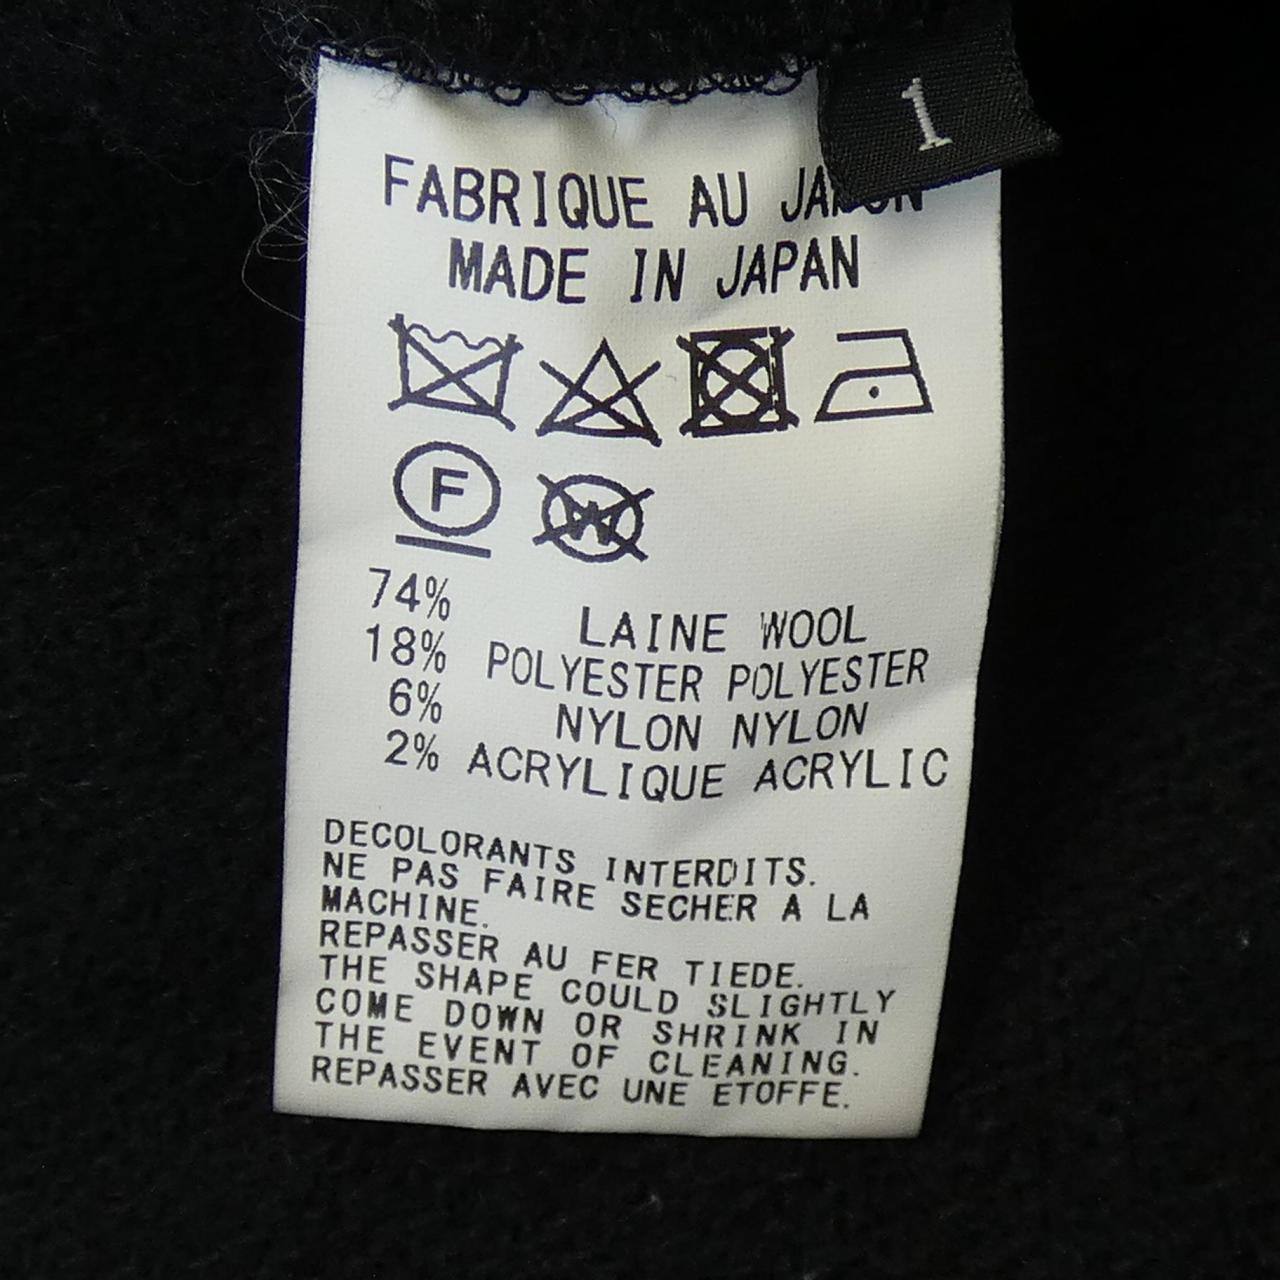 1
FABRIQUE AU JAPON
MADE IN JAPAN
F
W
74% LAINE WOOL
18% POLYESTER POLYESTER
6% NYLON NYLON
2% ACRYLIQUE ACRYLIC
DECOLORANTS INTERDITS.
NE PAS FAIRE SECHER A LA
MACHINE.
REPASSER AU FER TIEDE.
THE SHAPE COULD SLIGHTLY
COME DOWN OR SHRINK IN
THE EVENT OF CLEANING.
REPASSER AVEC UNE ETOFFE.